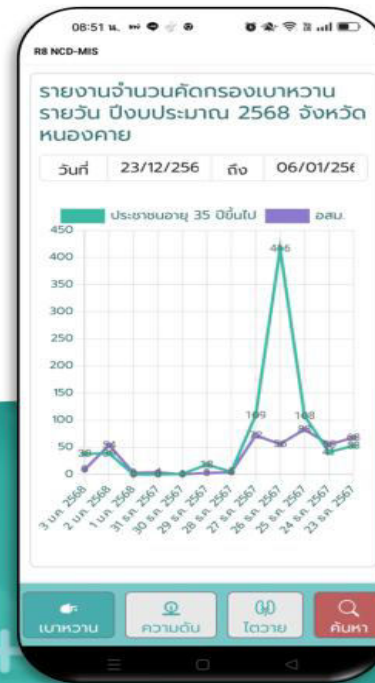 08:51 น.
R8 NCD-MIS
รายงานจำนวนคัดกรองเบาหวาน
รายวัน ปีงบประมาณ 2568 จังหวัด
หนองคาย
วันที่ 23/12/256 ถึง 06/01/256
ประชาชนอายุ 35 ปีขึ้นไป อสม.
450
400
350
300
250
200
150
100
50
0
109
108
3 ม.ค. 2568
2 ม.ค. 2568
1 ม.ค. 2568
31 ธ.ค. 2567
30 ธ.ค. 2567
29 ธ.ค. 2567
28 ธ.ค. 2567
27 ธ.ค. 2567
26 ธ.ค. 2567
25 ธ.ค. 2567
24 ธ.ค. 2567
23 ธ.ค. 2567
เบาหวาน ความดัน ไตวาย ค้นหา